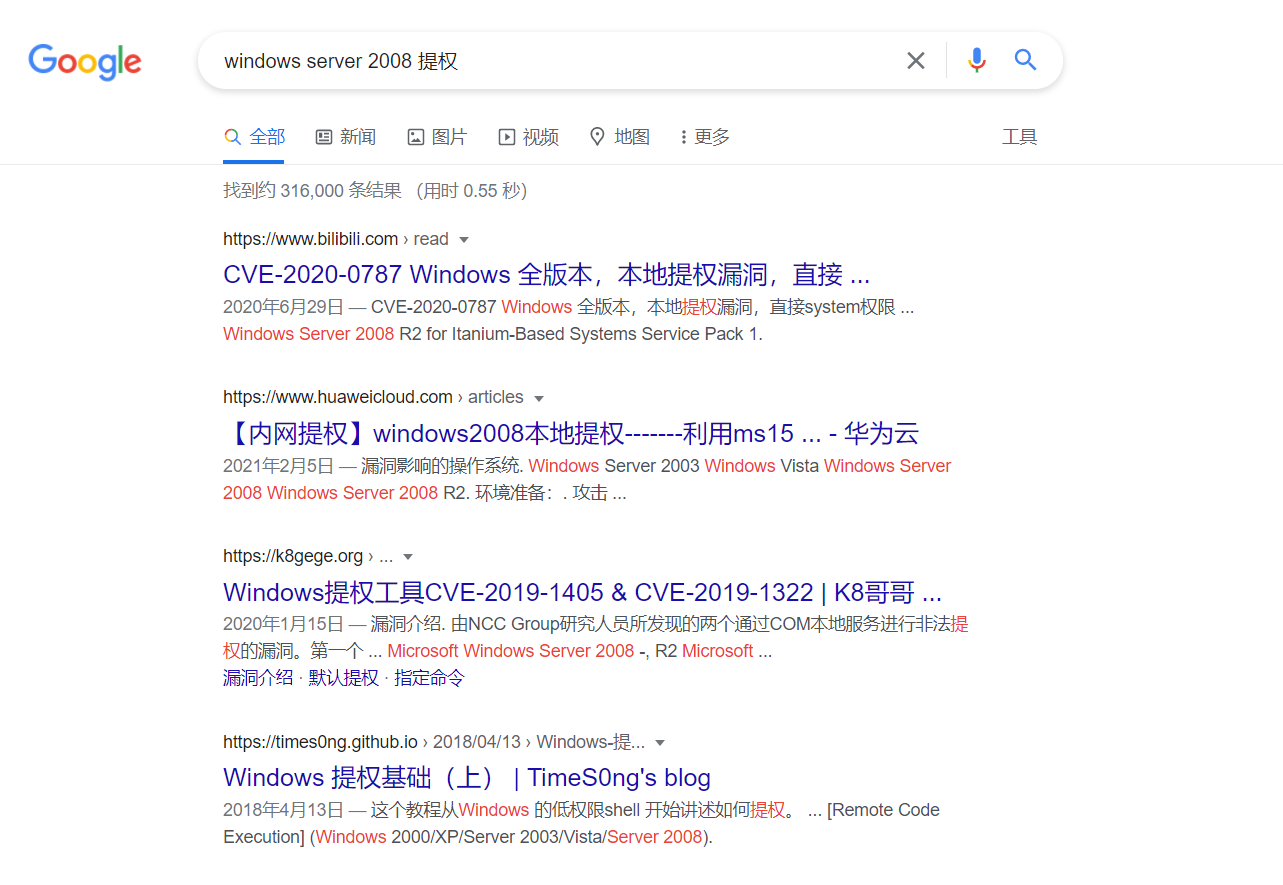 Google
windows server 2008 提权
全部 新闻 图片 视频 地图 更多 工具
找到约 316,000 条结果 （用时 0.55 秒）
https://www.bilibili.com › read
CVE-2020-0787 Windows 全版本，本地提权漏洞，直接 ...
2020年6月29日 — CVE-2020-0787 Windows 全版本，本地提权漏洞，直接system权限 ...
Windows Server 2008 R2 for Itanium-Based Systems Service Pack 1.
https://www.huaweicloud.com › articles
【内网提权】windows2008本地提权-------利用ms15 ... - 华为云
2021年2月5日 — 漏洞影响的操作系统. Windows Server 2003 Windows Vista Windows Server
2008 Windows Server 2008 R2. 环境准备：. 攻击 ...
https://k8gege.org › ...
Windows提权工具CVE-2019-1405 & CVE-2019-1322 | K8哥哥 ...
2020年1月15日 — 漏洞介绍. 由NCC Group研究人员所发现的两个通过COM本地服务进行非法提
权的漏洞。第一个 ... Microsoft Windows Server 2008 -, R2 Microsoft ...
漏洞介绍 · 默认提权 · 指定命令
https://times0ng.github.io › 2018/04/13 › Windows-提...
Windows 提权基础（上） | TimeS0ng's blog
2018年4月13日 — 这个教程从Windows 的低权限shell 开始讲述如何提权。 ... [Remote Code
Execution] (Windows 2000/XP/Server 2003/Vista/Server 2008).